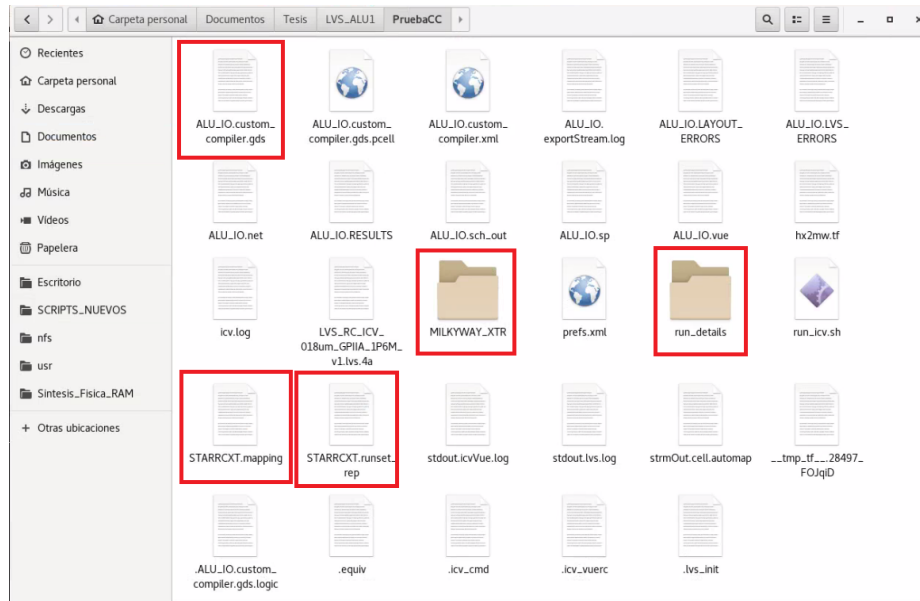 Carpeta personal Documentos Tesis LVS_ALU1 PruebaCC
Recientes
Carpeta personal
Descargas
Documentos
Imágenes
Música
Vídeos
Papelera
Escritorio
SCRIPTS_NUEVOS
nfs
usr
Sintesis_Fisica_RAM
+ Otras ubicaciones
ALU_IO.custom_
compiler.gds
ALU_IO.custom_
compiler.gds.pcell
ALU_IO.custom_
compiler.xml
ALU_IO.
exportStream.log
ALU_IO.LAYOUT_
ERRORS
ALU_IO.LVS_
ERRORS
ALU_IO.net
ALU_IO.RESULTS
ALU_IO.sch_out
ALU_IO.sp
ALU_IO.vue
hx2mw.tf
icv.log
LVS_RC_ICV_
018um_GPIIA_1P6M_
v1.lvs.4a
MILKYWAY_XTR
prefs.xml
run_details
run_icv.sh
STARRCXT.mapping
STARRCXT.runset_
rep
stdout.icvVue.log
stdout.lvs.log
strmOut.cell.automap
__tmp_tf__.28497_
FOJqiD
.ALU_IO.custom_
compiler.gds.logic
.equiv
.icv_cmd
.icv_vuerc
.lvs_init